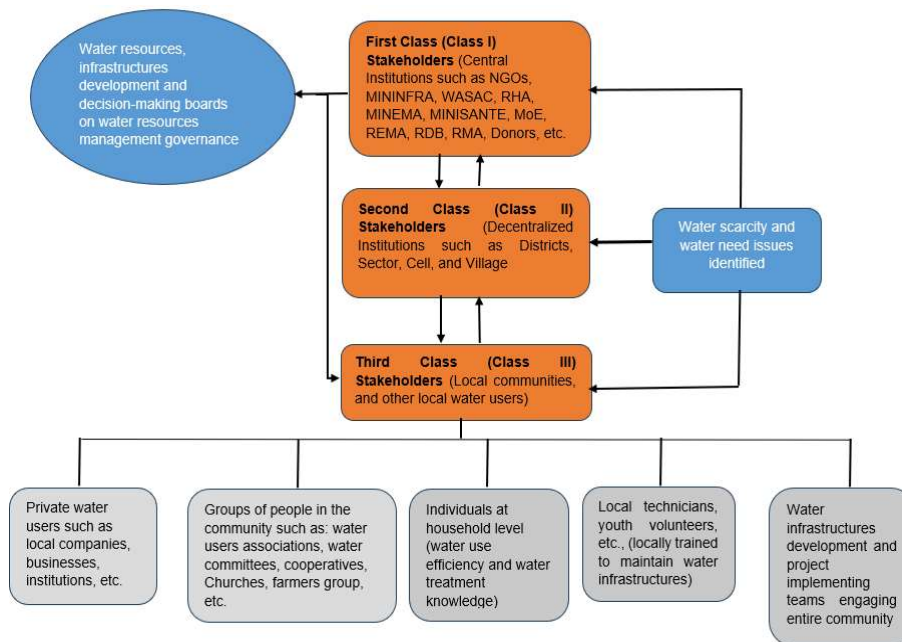 Water resources,
infrastructures
development and
decision-making boards
on water resources
management governance
First Class (Class I)
Stakeholders (Central
Institutions such as NGOs,
MININFRA, WASAC, RHA,
MINEMA, MINISANTE, MoE,
REMA, RDB, RMA, Donors, etc.
Second Class (Class II)
Stakeholders (Decentralized
Institutions such as Districts,
Sector, Cell, and Village
Water scarcity and
water need issues
identified
Third Class (Class III)
Stakeholders (Local communities,
and other local water users)
Private water
users such as
local companies,
businesses,
institutions, etc.
Groups of people in the
community such as: water
users associations, water
committees, cooperatives,
Churches, farmers group,
etc.
Individuals at
household level
(water use
efficiency and water
treatment
knowledge)
Local technicians,
youth volunteers,
etc., (locally trained
to maintain water
infrastructures)
Water
infrastructures
development and
project
implementing
teams engaging
entire community